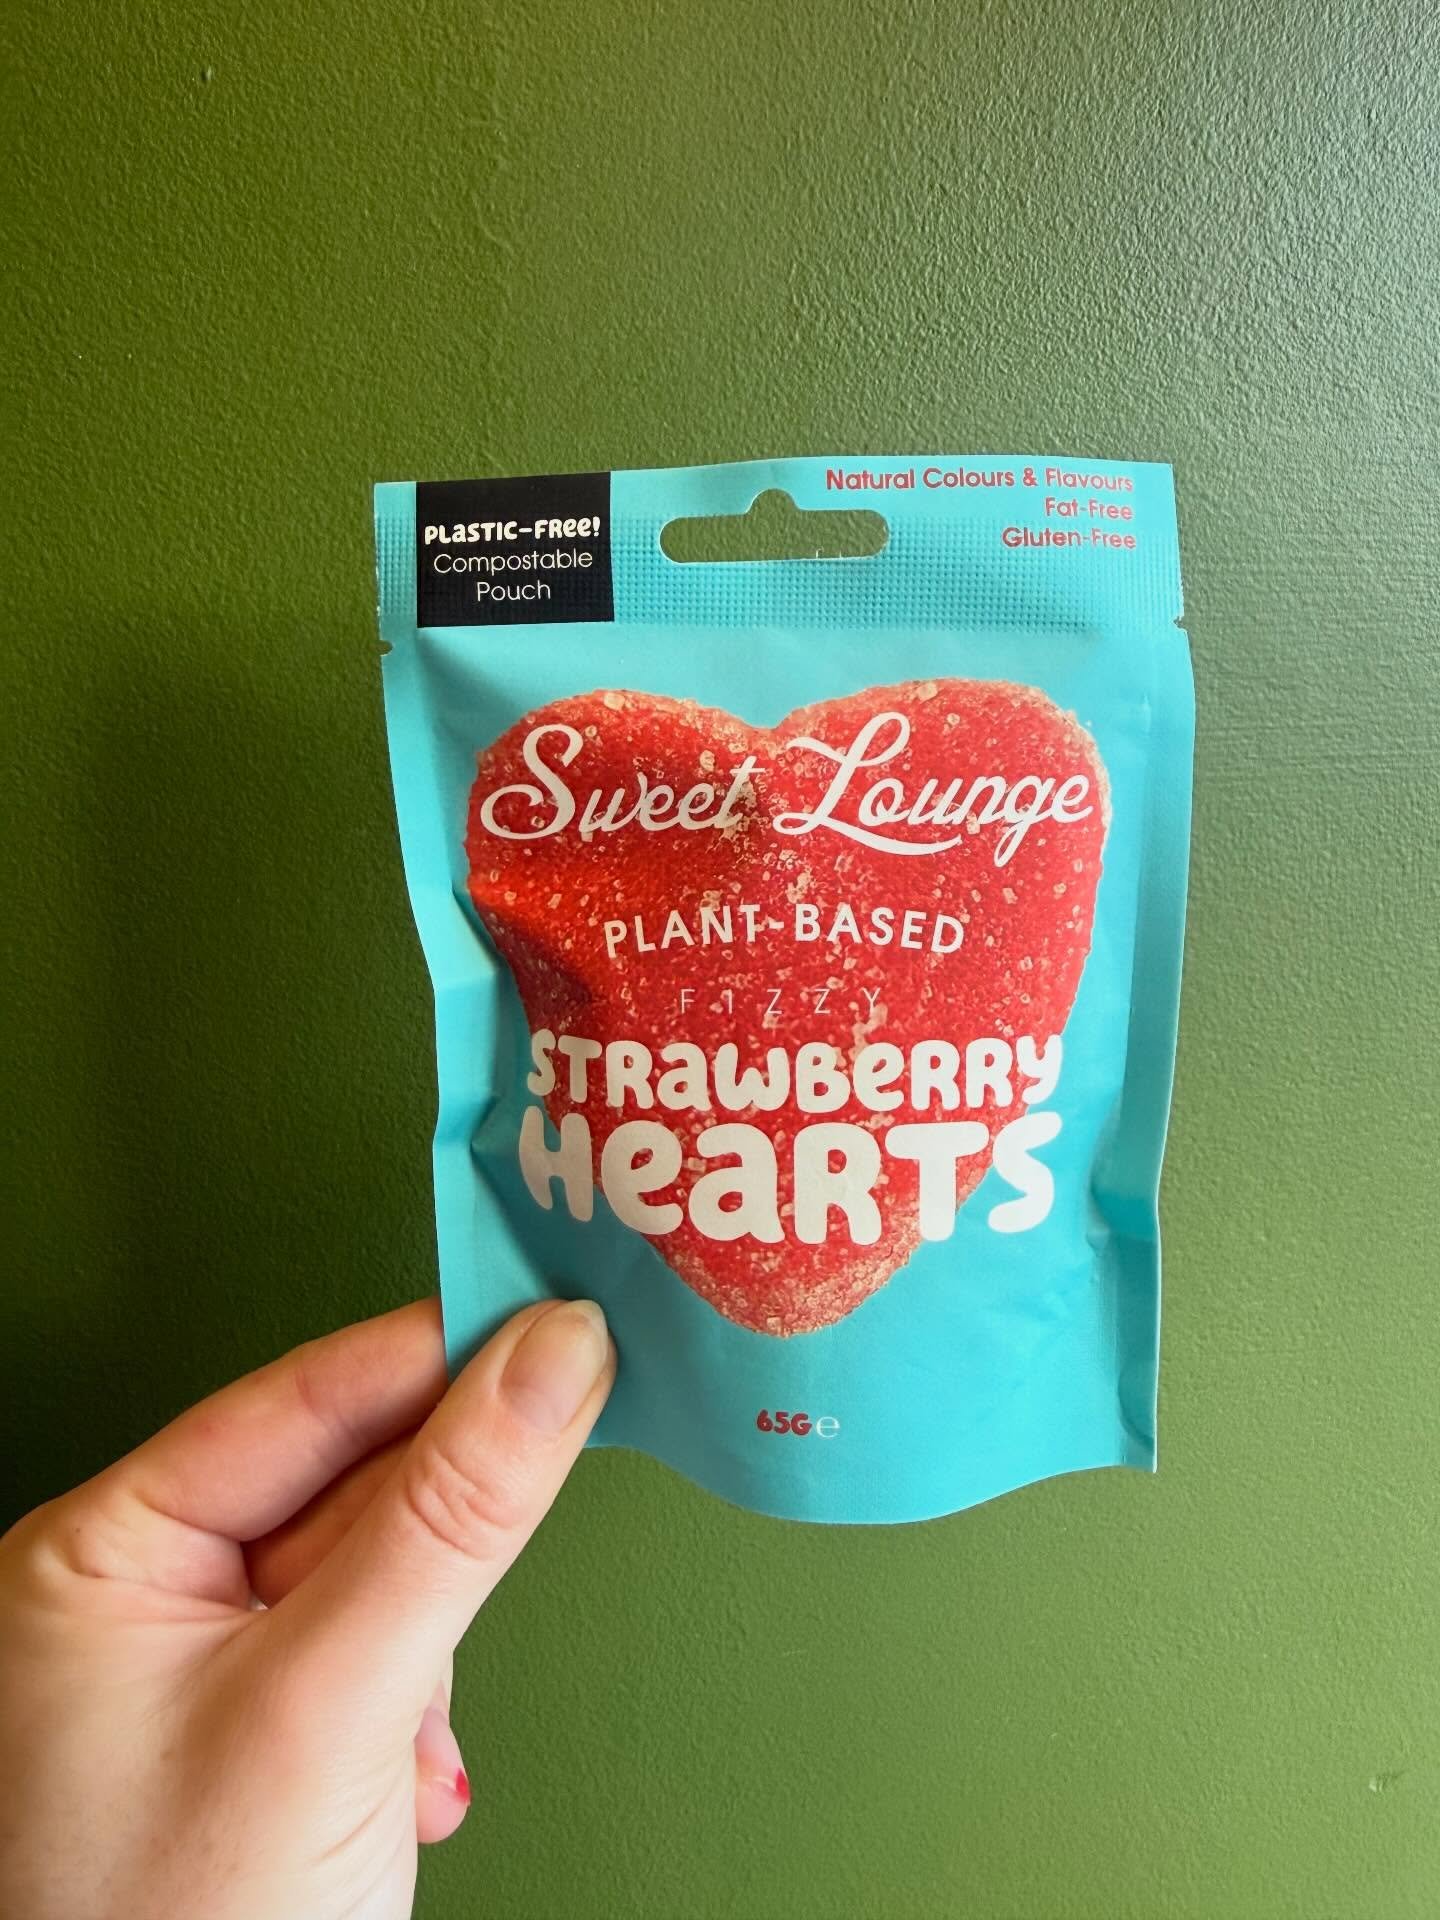 PLASTIC-FREE!
Compostable
Pouch
Natural Colours & Flavours
Fat-Free
Gluten-Free
Sweet Lounge
PLANT-BASED
FIZZY
STRAWBERRY
HEARTS
65G e